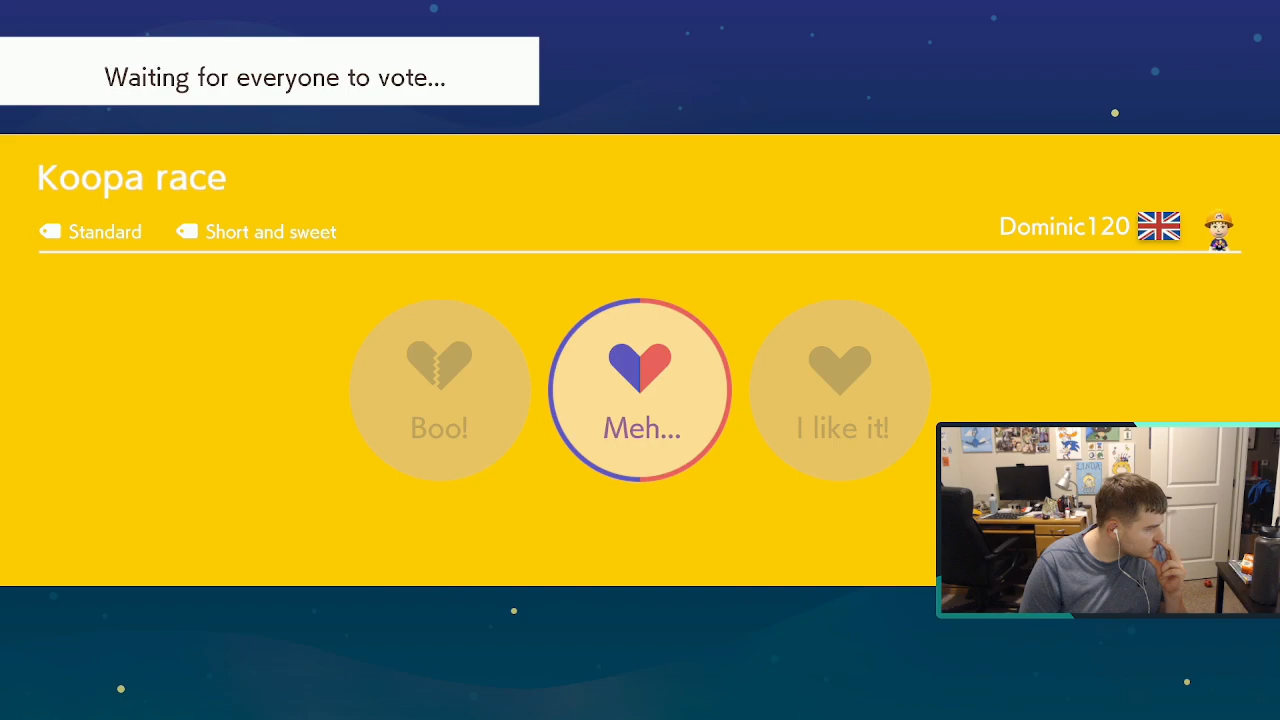 Waiting for everyone to vote...
Koopa race
Standard Short and sweet
Dominic120
Boo! Meh... I like it!